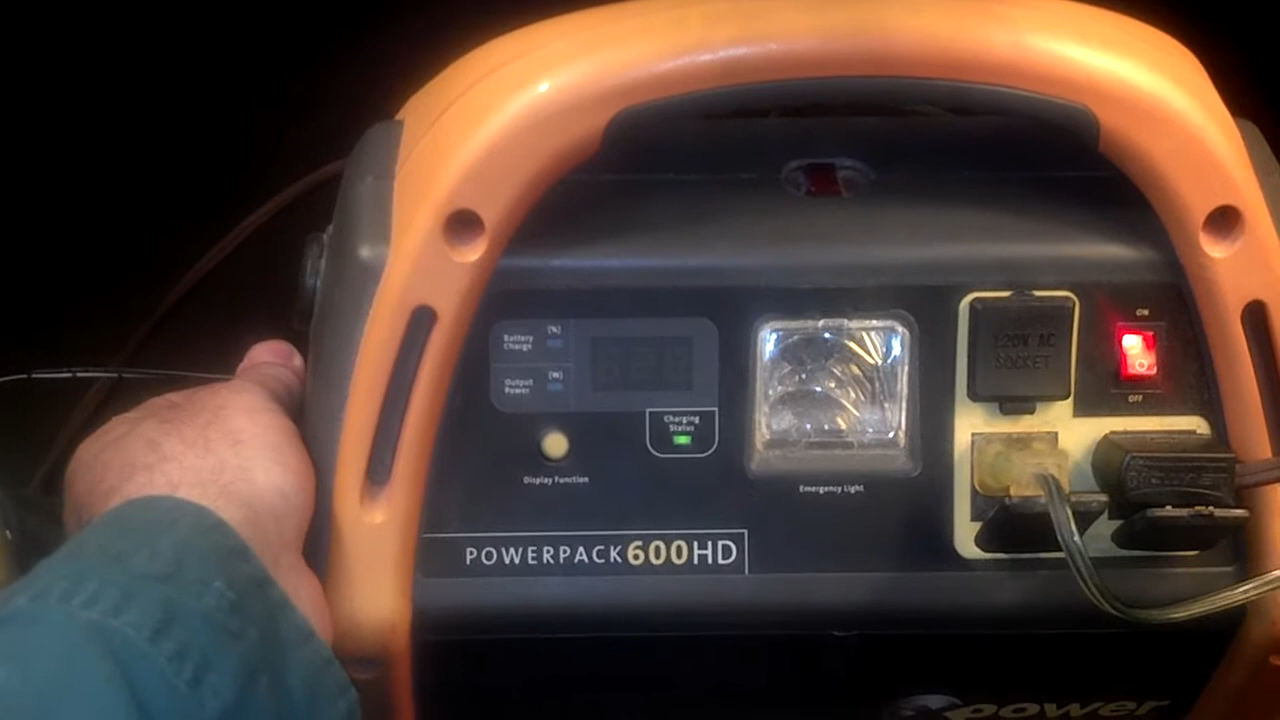 Battery
Charge
(%)
Output
Power
(W)
Charging
Status
Display Function
Emergency Light
120V AC
SOCKET
ON
OFF
POWERPACK600HD
power